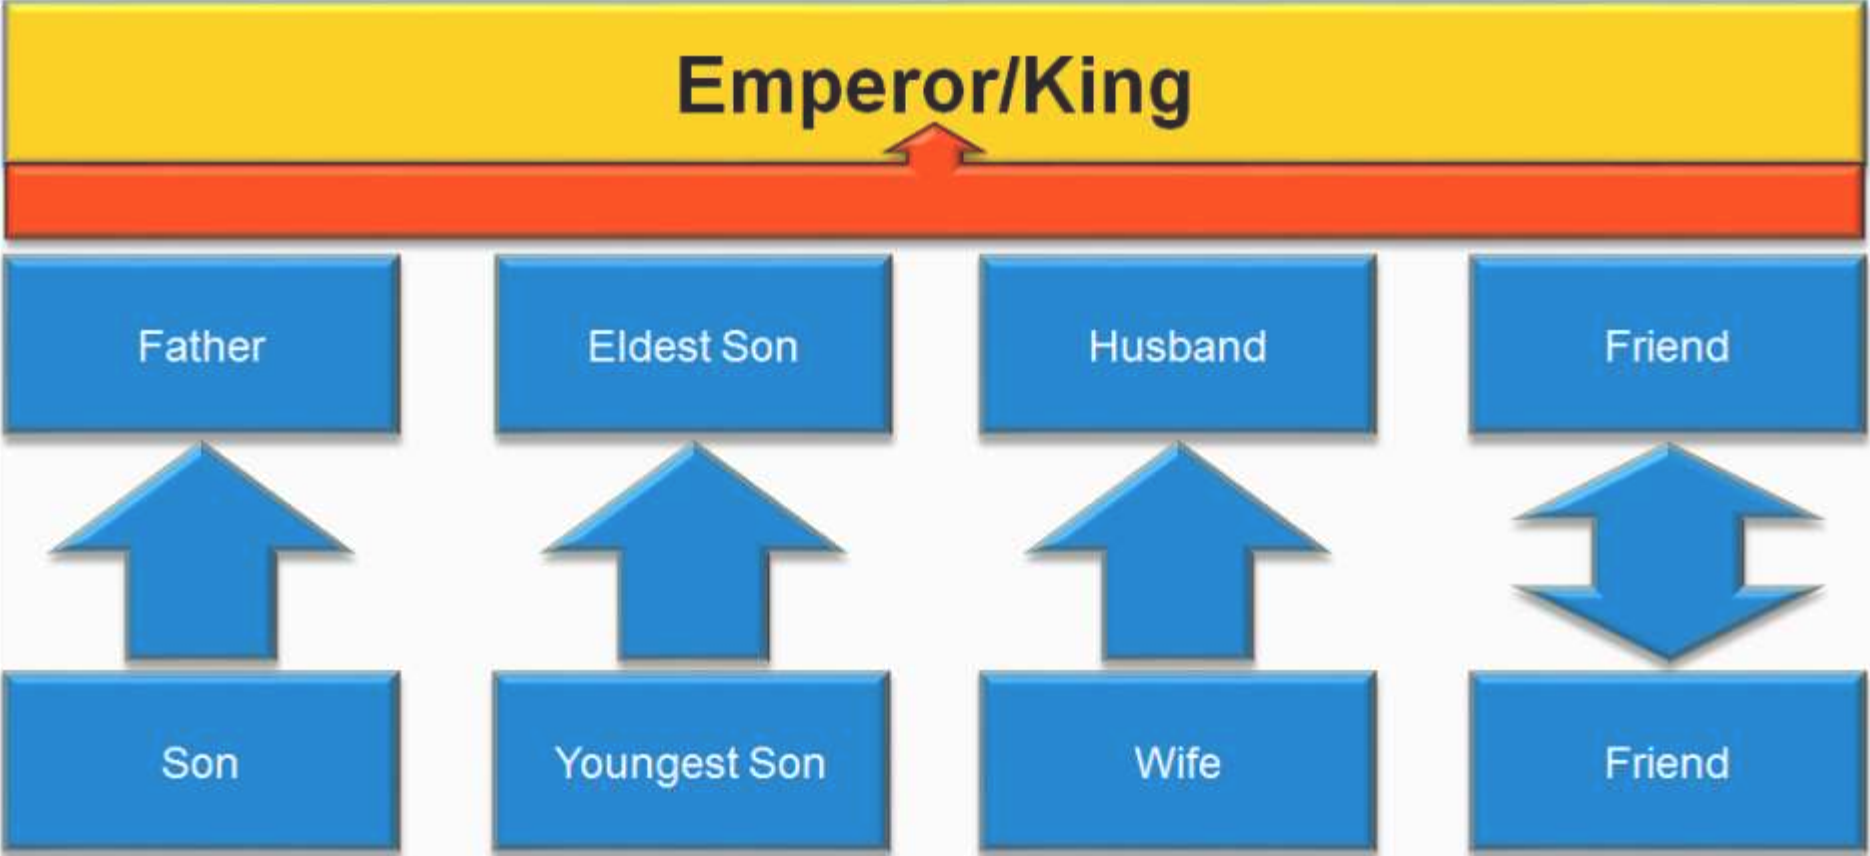 Emperor/King
Father
Eldest Son
Husband
Friend
Son
Youngest Son
Wife
Friend